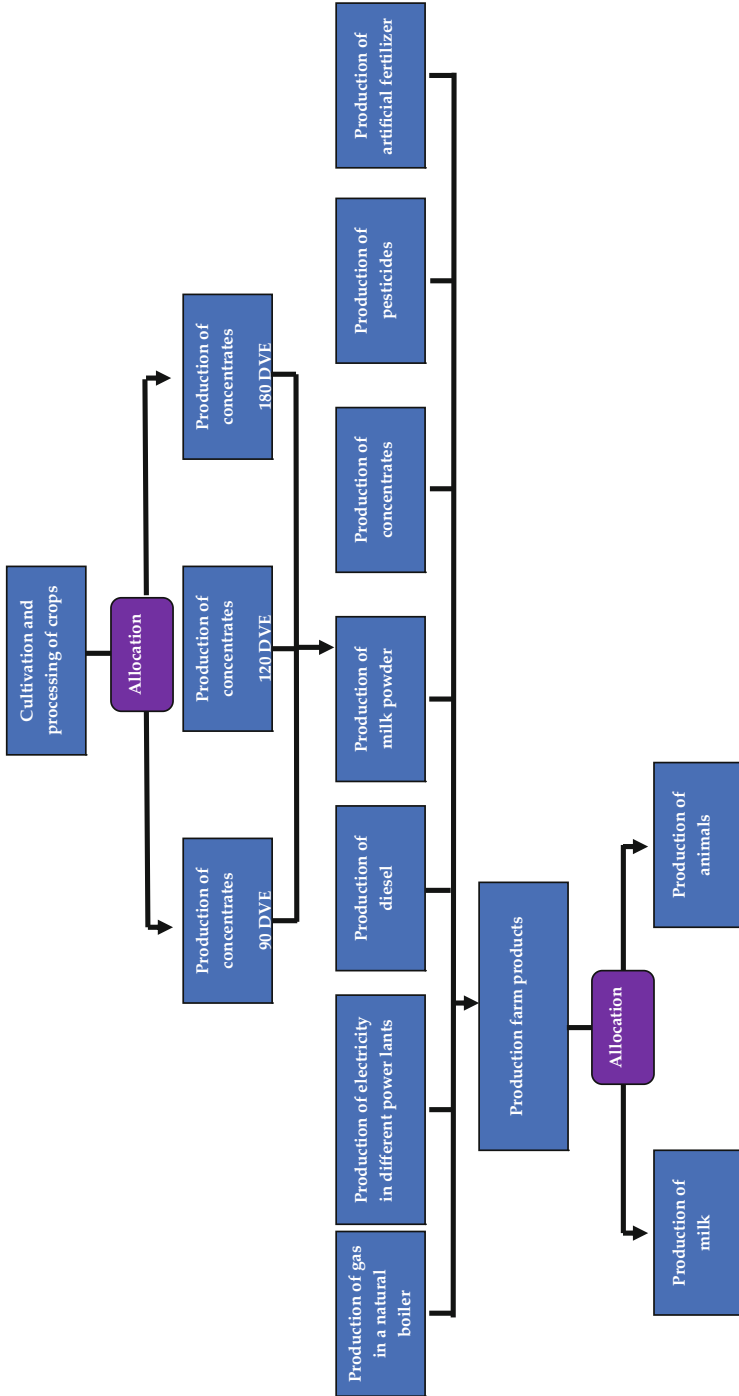 Cultivation and
processing of crops
Allocation
Production of
concentrates
90 DVE
Production of
concentrates
120 DVE
Production of
concentrates
180 DVE
Production of gas
in a natural
boiler
Production of electricity
in different power lants
Production of
diesel
Production of
milk powder
Production of
concentrates
Production of
pesticides
Production of
artificial fertilizer
Production farm products
Allocation
Production of
milk
Production of
animals